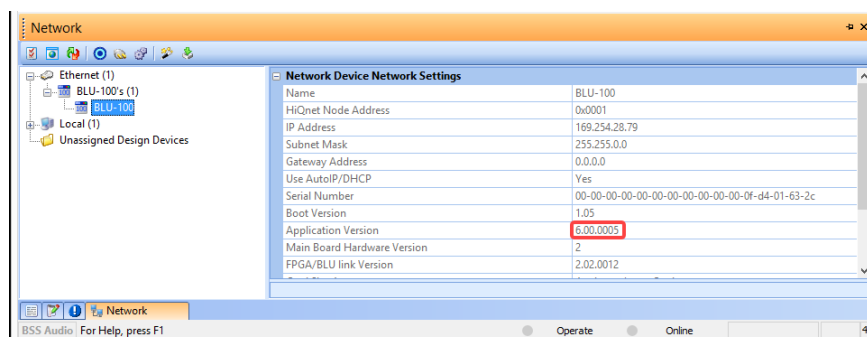 Network
Ethernet (1)
BLU-100's (1)
BLU-100
Local (1)
Unassigned Design Devices
Network Device Network Settings
Name BLU-100
HiQnet Node Address 0x0001
IP Address 169.254.28.79
Subnet Mask 255.255.0.0
Gateway Address 0.0.0.0
Use AutoIP/DHCP Yes
Serial Number 00-00-00-00-00-00-00-00-00-00-0f-d4-01-63-2c
Boot Version 1.05
Application Version 6.00.0005
Main Board Hardware Version 2
FPGA/BLU link Version 2.02.0012
Network
BSS Audio For Help, press F1 Operate Online 4